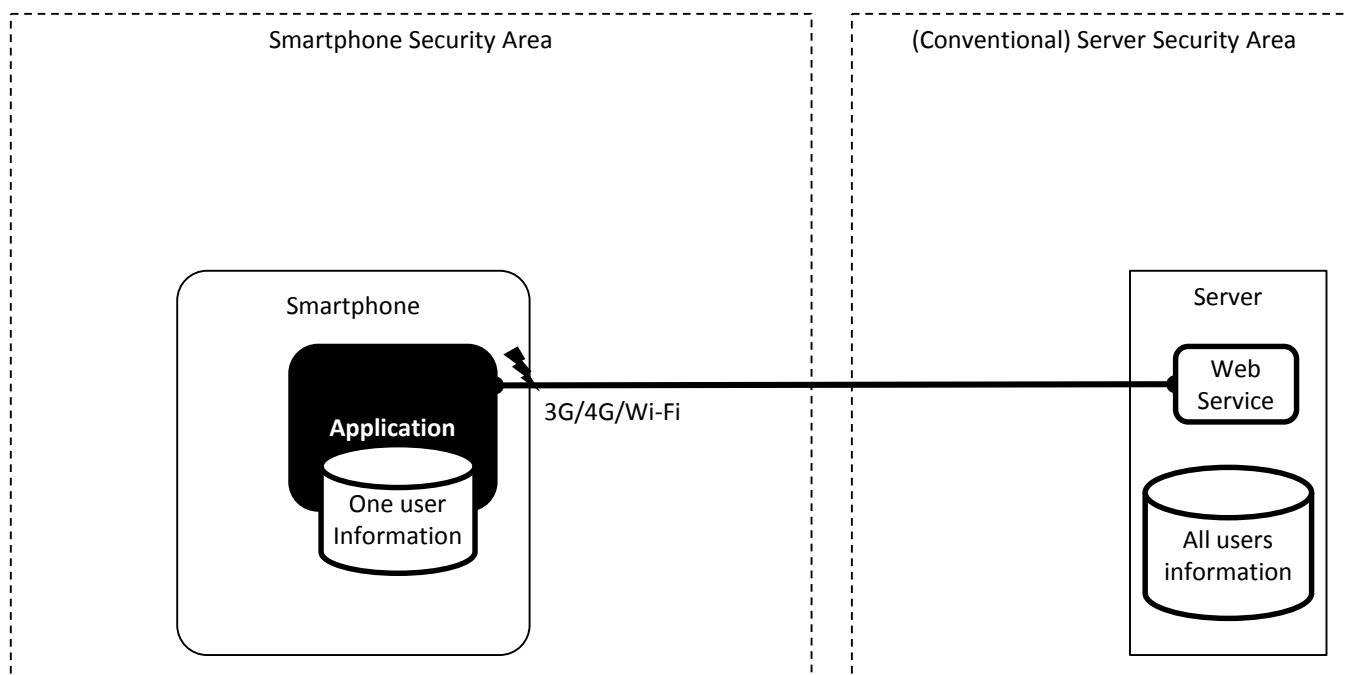 Smartphone Security Area
(Conventional) Server Security Area
Smartphone
Server
Application
One user
Information
3G/4G/Wi-Fi
Web
Service
All users
information